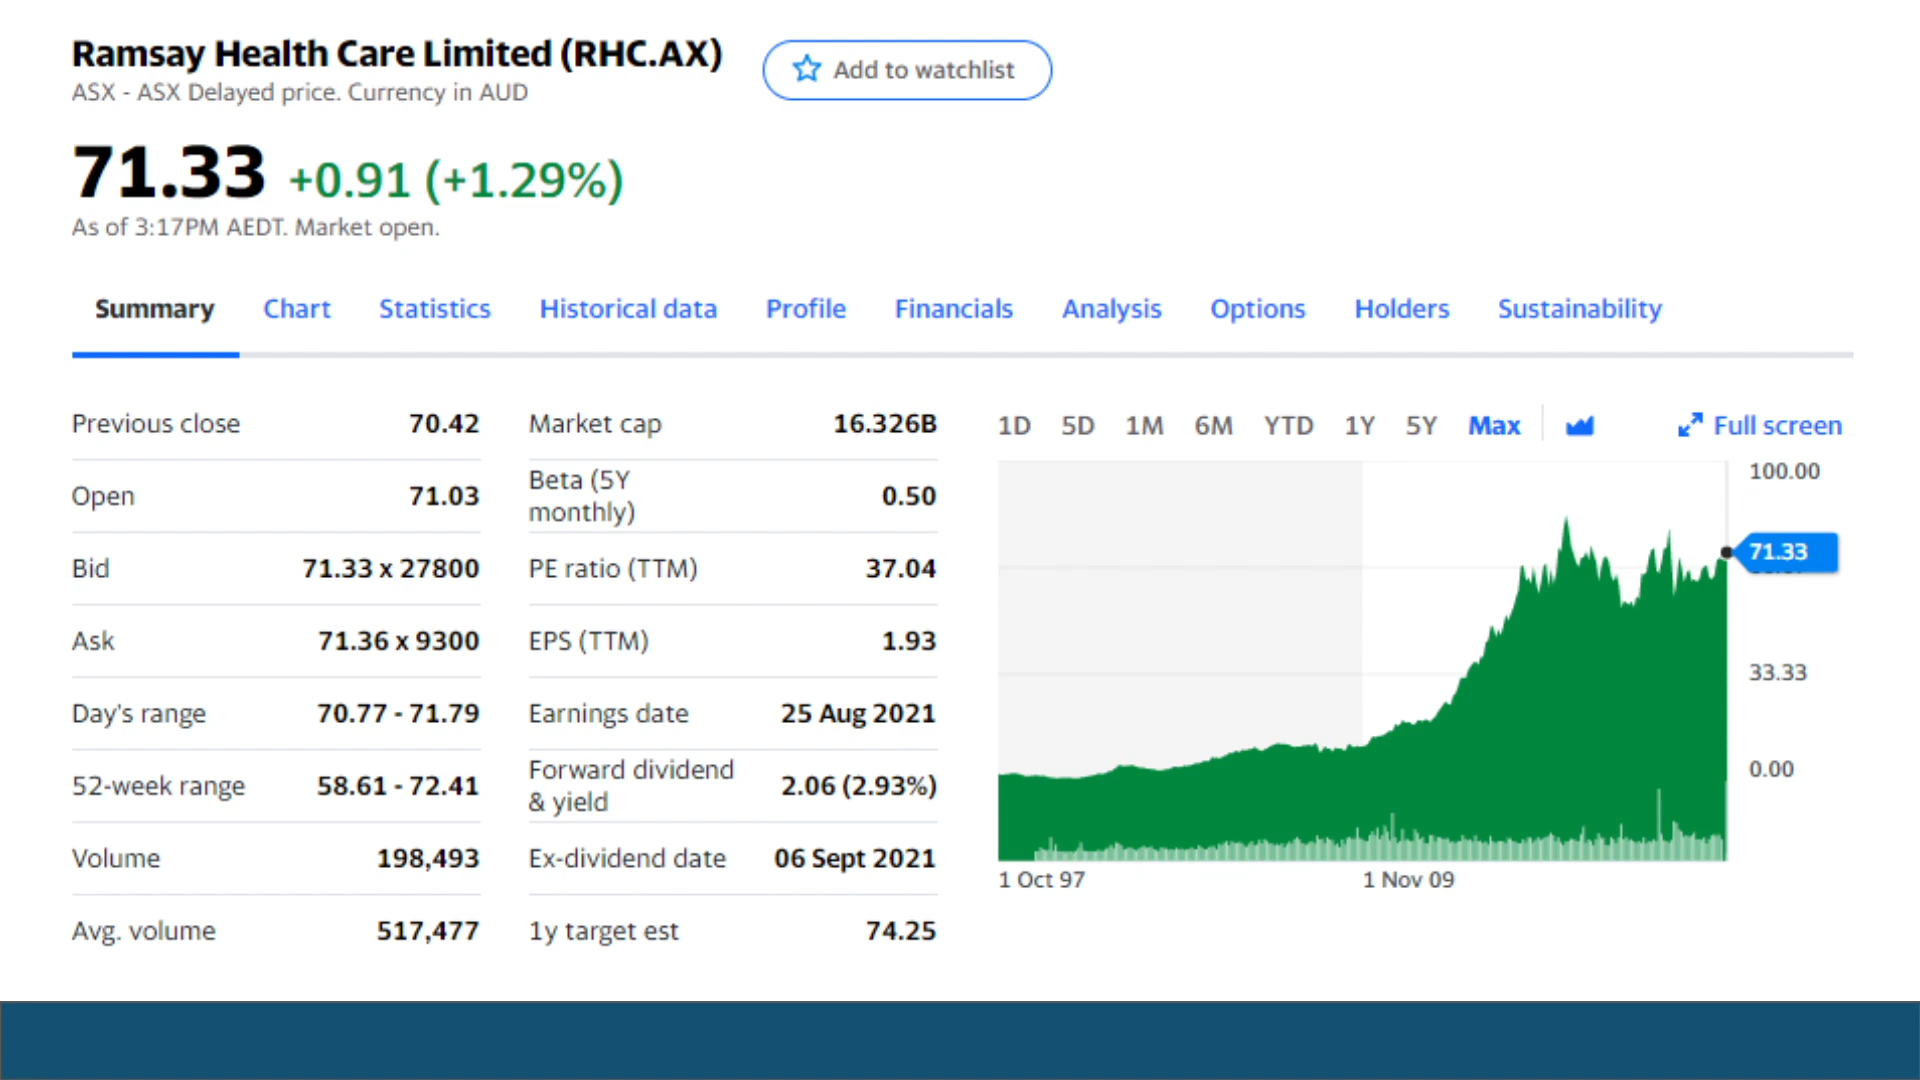 Ramsay Health Care Limited (RHC.AX)
Add to watchlist
ASX - ASX Delayed price. Currency in AUD
71.33 +0.91 (+1.29%)
As of 3:17PM AEDT. Market open.
Summary Chart Statistics Historical data Profile Financials Analysis Options Holders Sustainability
Previous close 70.42
Open 71.03
Bid 71.33 x 27800
Ask 71.36 x 9300
Day's range 70.77 - 71.79
52-week range 58.61 - 72.41
Volume 198,493
Avg. volume 517,477
Market cap 16.326B
Beta (5Y
monthly) 0.50
PE ratio (TTM) 37.04
EPS (TTM) 1.93
Earnings date 25 Aug 2021
Forward dividend
& yield 2.06 (2.93%)
Ex-dividend date 06 Sept 2021
1y target est 74.25
1D 5D 1M 6M YTD 1Y 5Y Max Full screen
100.00
71.33
33.33
0.00
1 Oct 97 1 Nov 09